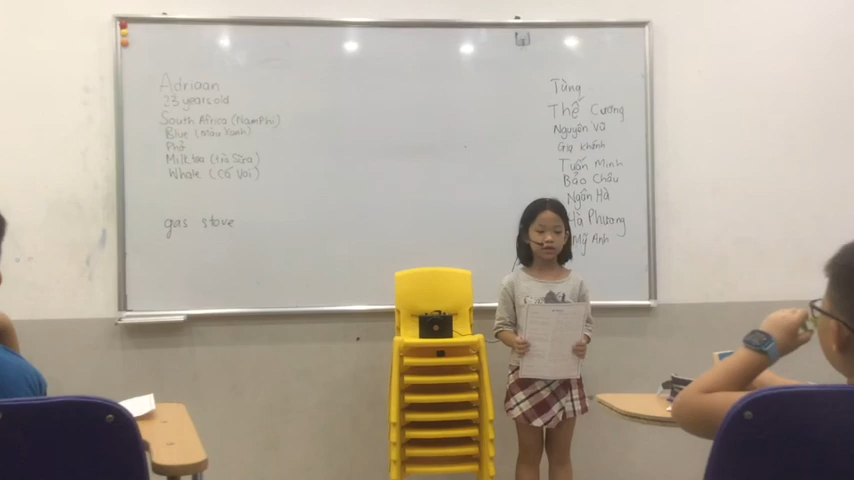 Adriaan
23 years old
South Africa (Nam Phi)
Blue (Màu Xanh)
Phở
Milk tea (trà Sữa)
Whale (Cá Voi)
gas stove
Tùng
Thế Cường
Nguyên Vũ
Gia Khánh
Tuấn Minh
Bảo Châu
Ngân Hà
Hà Phương
Mỹ Anh